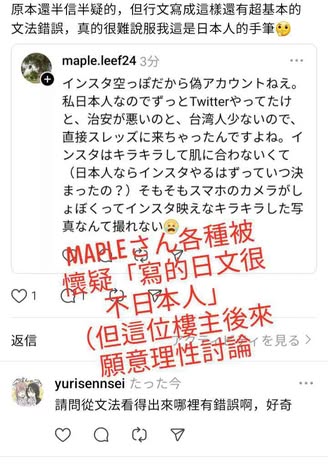 原本還半信半疑的，但行文寫成這樣還有超基本的
文法錯誤，真的很難說服我這是日本人的手筆🤔
maple.leef24 3分
インスタ空っぽだから偽アカウントねえ。
私日本人なのでずっとTwitterやってたけ
と、治安が悪いのと、台湾人少ないので、
直接スレッズに来ちゃったんですよね。イ
ンスタはキラキラして肌に合わないくて
（日本人ならインスタやるはずっていつ決
まったの？）そもそもスマホのカメラがし
ょぼくってインスタ映えなキラキラした写
真なんて撮れない😧
MAPLEさん各種被
懷疑「寫的日文很
不日本人」
（但這位樓主後來
願意理性討論
1
返信
を見る
yurisennsei たった今
請問從文法看得出來哪裡有錯誤啊，好奇